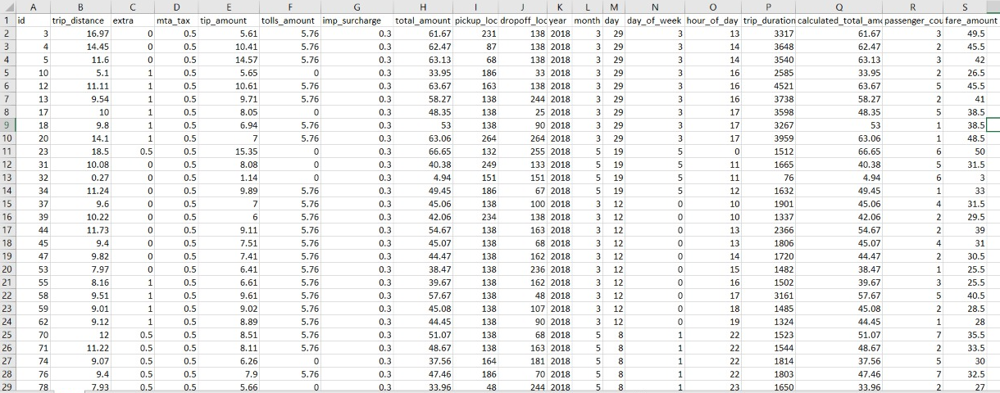 A B C D E F G H I J K L M N O P Q R S
1 id trip_distance extra mta_tax tip_amount tolls_amount imp_surcharge total_amount pickup_loc dropoff_loc year month day day_of_week hour_of_day trip_duration calculated_total_amo passenger_cou fare_amount
2 3 16.97 0 0.5 5.61 5.76 0.3 61.67 231 138 2018 3 29 3 13 3317 61.67 3 49.5
3 4 14.45 0 0.5 10.41 5.76 0.3 62.47 87 138 2018 3 29 3 14 3648 62.47 2 45.5
4 5 11.6 0 0.5 14.57 5.76 0.3 63.13 68 138 2018 3 29 3 14 3540 63.13 3 42
5 10 5.1 1 0.5 5.65 0 0.3 33.95 186 33 2018 3 29 3 16 2585 33.95 2 26.5
6 12 11.11 1 0.5 10.61 5.76 0.3 63.67 163 138 2018 3 29 3 16 4521 63.67 5 45.5
7 13 9.54 1 0.5 9.71 5.76 0.3 58.27 138 244 2018 3 29 3 16 3738 58.27 2 41
8 17 10 1 0.5 8.05 0 0.3 48.35 138 25 2018 3 29 3 17 3598 48.35 5 38.5
9 18 9.8 1 0.5 6.94 5.76 0.3 53 138 90 2018 3 29 3 17 3267 53 1 38.5
10 20 14.1 1 0.5 7 5.76 0.3 63.06 264 264 2018 3 29 3 17 3959 63.06 1 48.5
11 23 18.5 0.5 0.5 15.35 0 0.3 66.65 132 255 2018 5 19 5 0 1512 66.65 6 50
12 31 10.08 0 0.5 8.08 0 0.3 40.38 249 133 2018 5 19 5 11 1665 40.38 5 31.5
13 32 0.27 0 0.5 1.14 0 0.3 4.94 151 151 2018 5 19 5 11 76 4.94 6 3
14 34 11.24 0 0.5 9.89 5.76 0.3 49.45 186 67 2018 5 19 5 12 1632 49.45 1 33
15 37 9.6 0 0.5 7 5.76 0.3 45.06 138 100 2018 3 12 0 10 1901 45.06 4 31.5
16 39 10.22 0 0.5 6 5.76 0.3 42.06 234 138 2018 3 12 0 10 1337 42.06 2 29.5
17 44 11.73 0 0.5 9.11 5.76 0.3 54.67 138 163 2018 3 12 0 13 2366 54.67 2 39
18 45 9.4 0 0.5 7.51 5.76 0.3 45.07 138 68 2018 3 12 0 13 1806 45.07 4 31
19 47 9.82 0 0.5 7.41 5.76 0.3 44.47 138 162 2018 3 12 0 14 1720 44.47 2 30.5
20 53 7.97 0 0.5 6.41 5.76 0.3 38.47 138 236 2018 3 12 0 15 1482 38.47 1 25.5
21 55 8.16 1 0.5 6.61 5.76 0.3 39.67 138 162 2018 3 12 0 16 1502 39.67 3 25.5
22 58 9.51 1 0.5 9.61 5.76 0.3 57.67 138 48 2018 3 12 0 17 3161 57.67 5 40.5
23 59 9.01 1 0.5 9.02 5.76 0.3 45.08 138 107 2018 3 12 0 18 1485 45.08 2 28.5
24 62 9.12 1 0.5 8.89 5.76 0.3 44.45 138 90 2018 3 12 0 19 1324 44.45 1 28
25 70 12 0.5 0.5 8.51 5.76 0.3 51.07 138 68 2018 5 8 1 22 1523 51.07 7 35.5
26 71 11.22 0.5 0.5 8.11 5.76 0.3 48.67 138 163 2018 5 8 1 22 1544 48.67 2 33.5
27 74 9.07 0.5 0.5 6.26 0 0.3 37.56 164 181 2018 5 8 1 22 1814 37.56 5 30
28 76 9.4 0.5 0.5 7.9 5.76 0.3 47.46 186 70 2018 5 8 1 22 1803 47.46 7 32.5
29 78 7.93 0.5 0.5 5.66 0 0.3 33.96 48 244 2018 5 8 1 23 1650 33.96 2 27